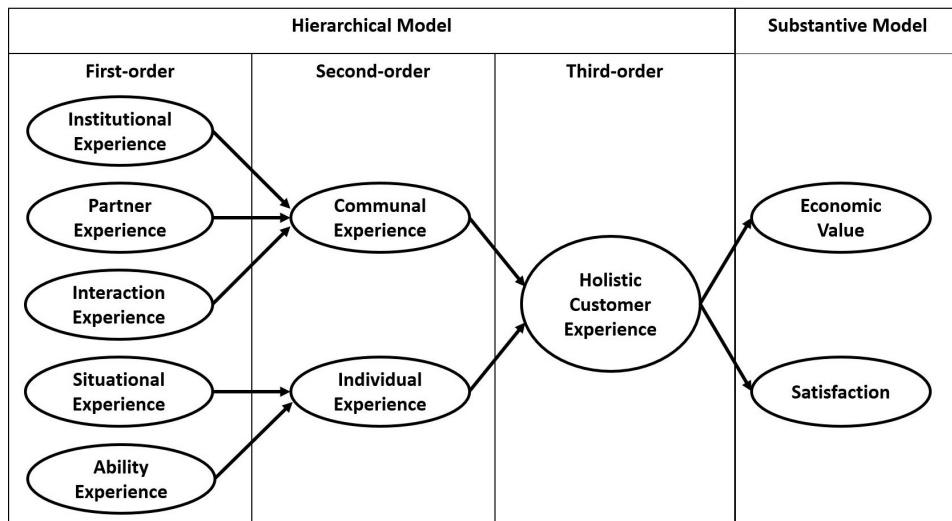 Hierarchical Model
Substantive Model
First-order
Second-order
Third-order
Institutional
Experience
Partner
Experience
Interaction
Experience
Situational
Experience
Ability
Experience
Communal
Experience
Individual
Experience
Holistic
Customer
Experience
Economic
Value
Satisfaction